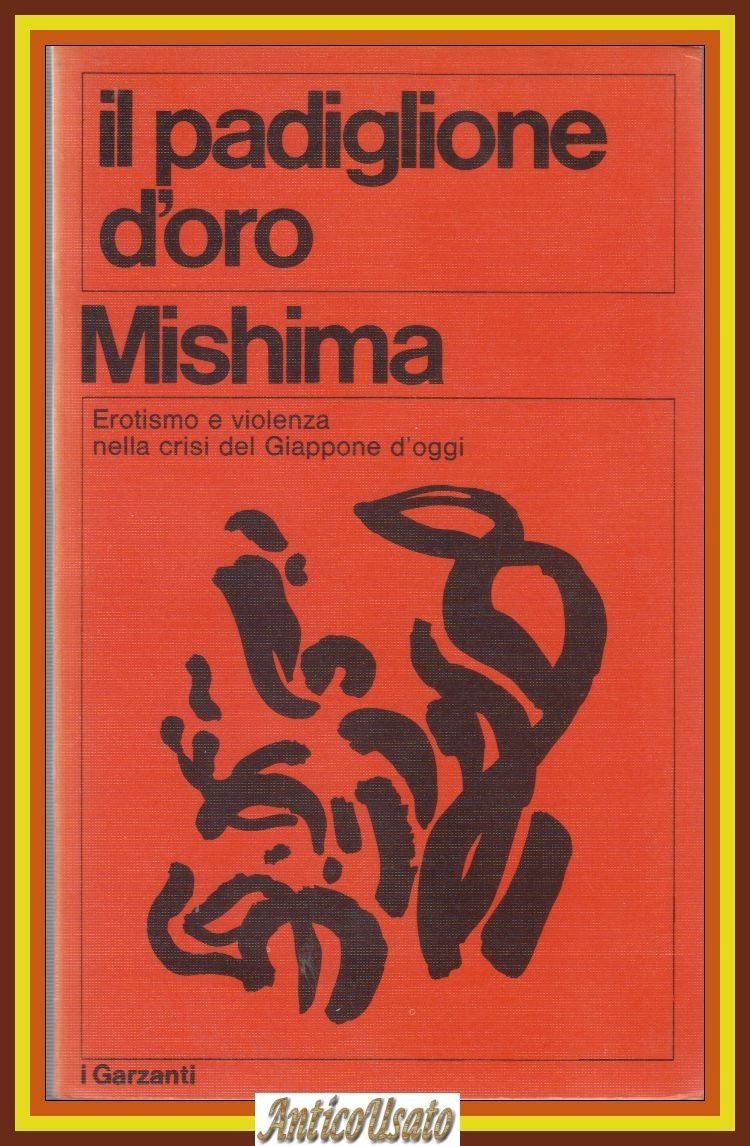 il padiglione
d'oro
Mishima
Erotismo e violenza
nella crisi del Giappone d'oggi
i Garzanti
AnticoUsato